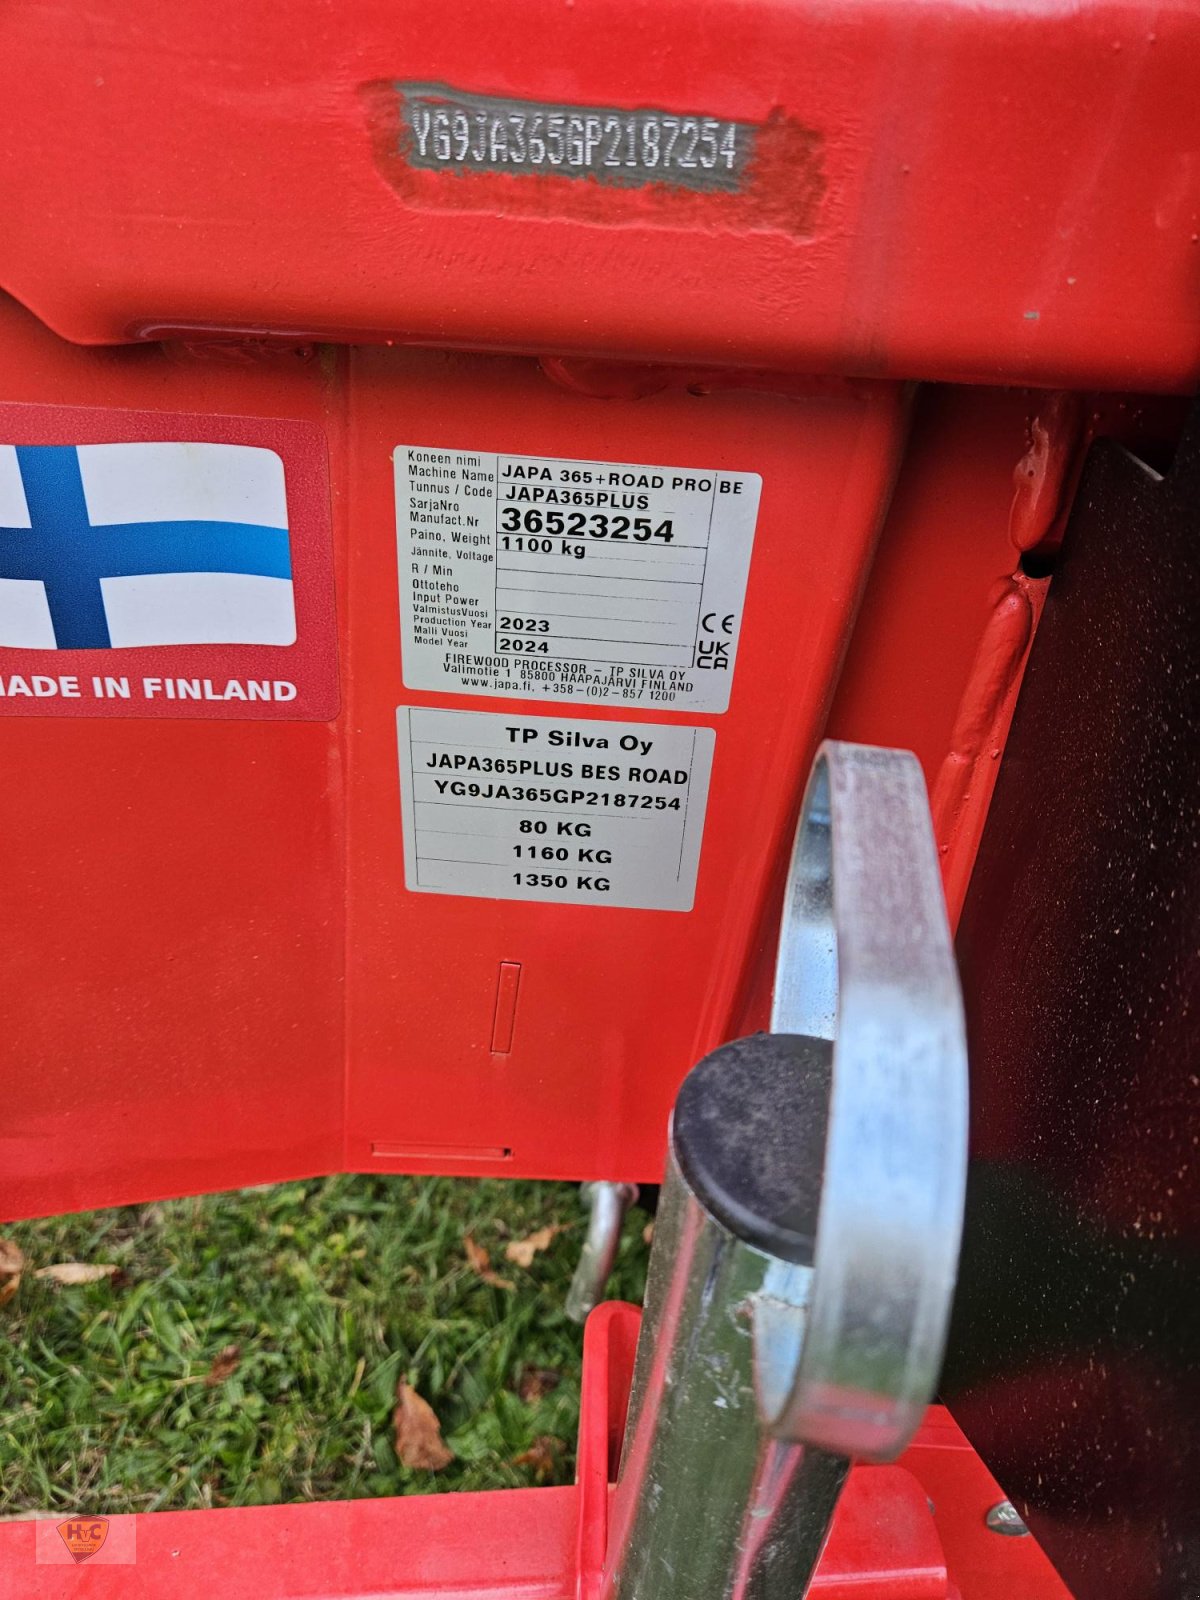 YG9JA365GP2187254
MADE IN FINLAND
Koneen nimi
Machine Name JAPA 365+ROAD PRO BE
Tunnus / Code JAPA365PLUS
SarjaNro
Manufact.Nr 36523254
Paino, Weight 1100 kg
Jännite, Voltage
R / Min
Ottoteho
Input Power
ValmistusVuosi
Production Year 2023
Malli Vuosi
Model Year 2024
CE
UK
CA
FIREWOOD PROCESSOR – TP SILVA OY
Valimotie 1 85800 HAAPAJÄRVI FINLAND
www.japa.fi, +358-(0)2-857 1200
TP Silva Oy
JAPA365PLUS BES ROAD
YG9JA365GP2187254
80 KG
1160 KG
1350 KG
HVC